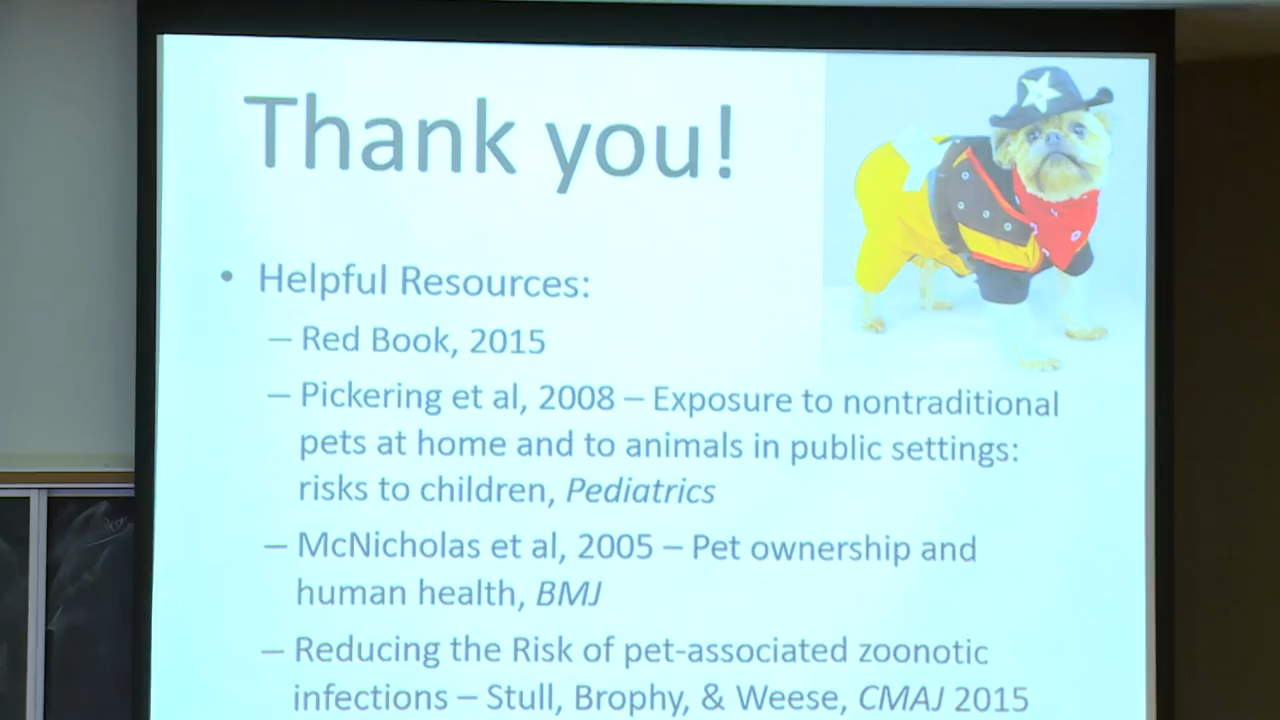 Thank you!
• Helpful Resources:
– Red Book, 2015
– Pickering et al, 2008 – Exposure to nontraditional
pets at home and to animals in public settings:
risks to children, Pediatrics
– McNicholas et al, 2005 – Pet ownership and
human health, BMJ
– Reducing the Risk of pet-associated zoonotic
infections – Stull, Brophy, & Weese, CMAJ 2015